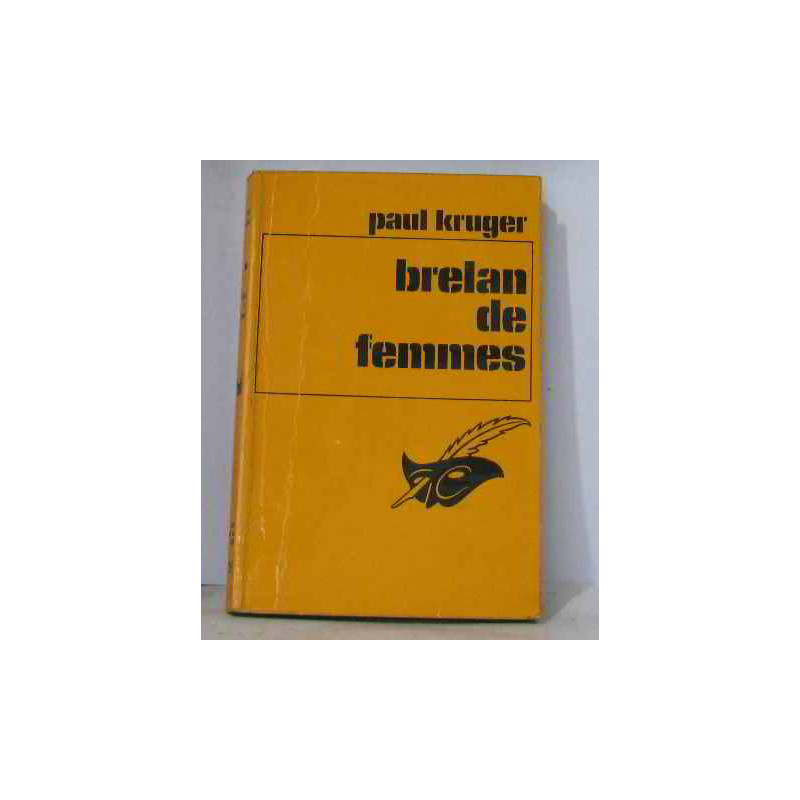 paul kruger
brelan
de
femmes